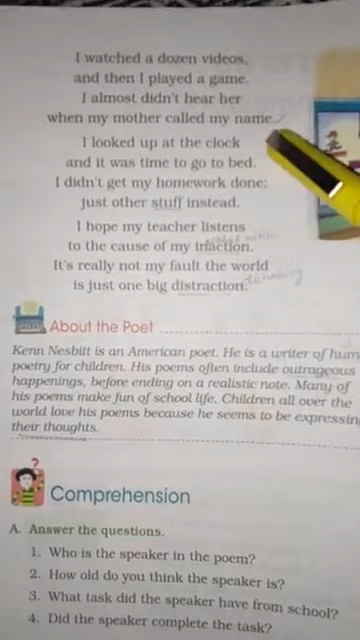 I watched a dozen videos,
and then I played a game.
I almost didn't hear her
when my mother called my name.
I looked up at the clock
and it was time to go to bed.
I didn't get my homework done;
just other stuff instead.
I hope my teacher listens
to the cause of my infaction.
It's really not my fault the world
is just one big distraction.
About the Poet
Kenn Nesbitt is an American poet. He is a writer of hum
poetry for children. His poems often include outrageous
happenings, before ending on a realistic note. Many of
his poems make fun of school life. Children all over the
world love his poems because he seems to be expressin
their thoughts.
Comprehension
A. Answer the questions.
1. Who is the speaker in the poem?
2. How old do you think the speaker is?
3. What task did the speaker have from school?
4. Did the speaker complete the task?